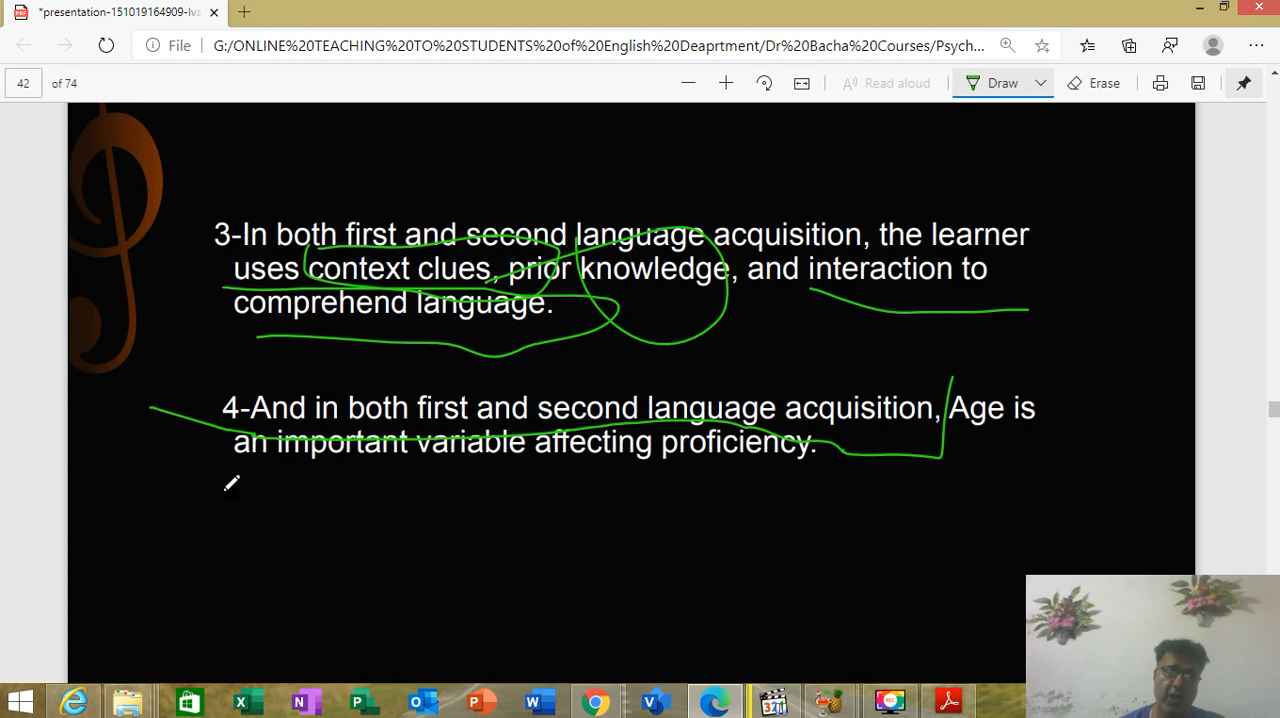 *presentation-151019164909-lva
File
G:/ONLINE%20TEACHING%20TO%20STUDENTS%20of%20English%20Deaprtment/Dr%20Bacha%20Courses/Psych...
42 of 74
Read aloud
Draw
Erase
3-In both first and second language acquisition, the learner
uses context clues, prior knowledge, and interaction to
comprehend language.
4-And in both first and second language acquisition, Age is
an important variable affecting proficiency.